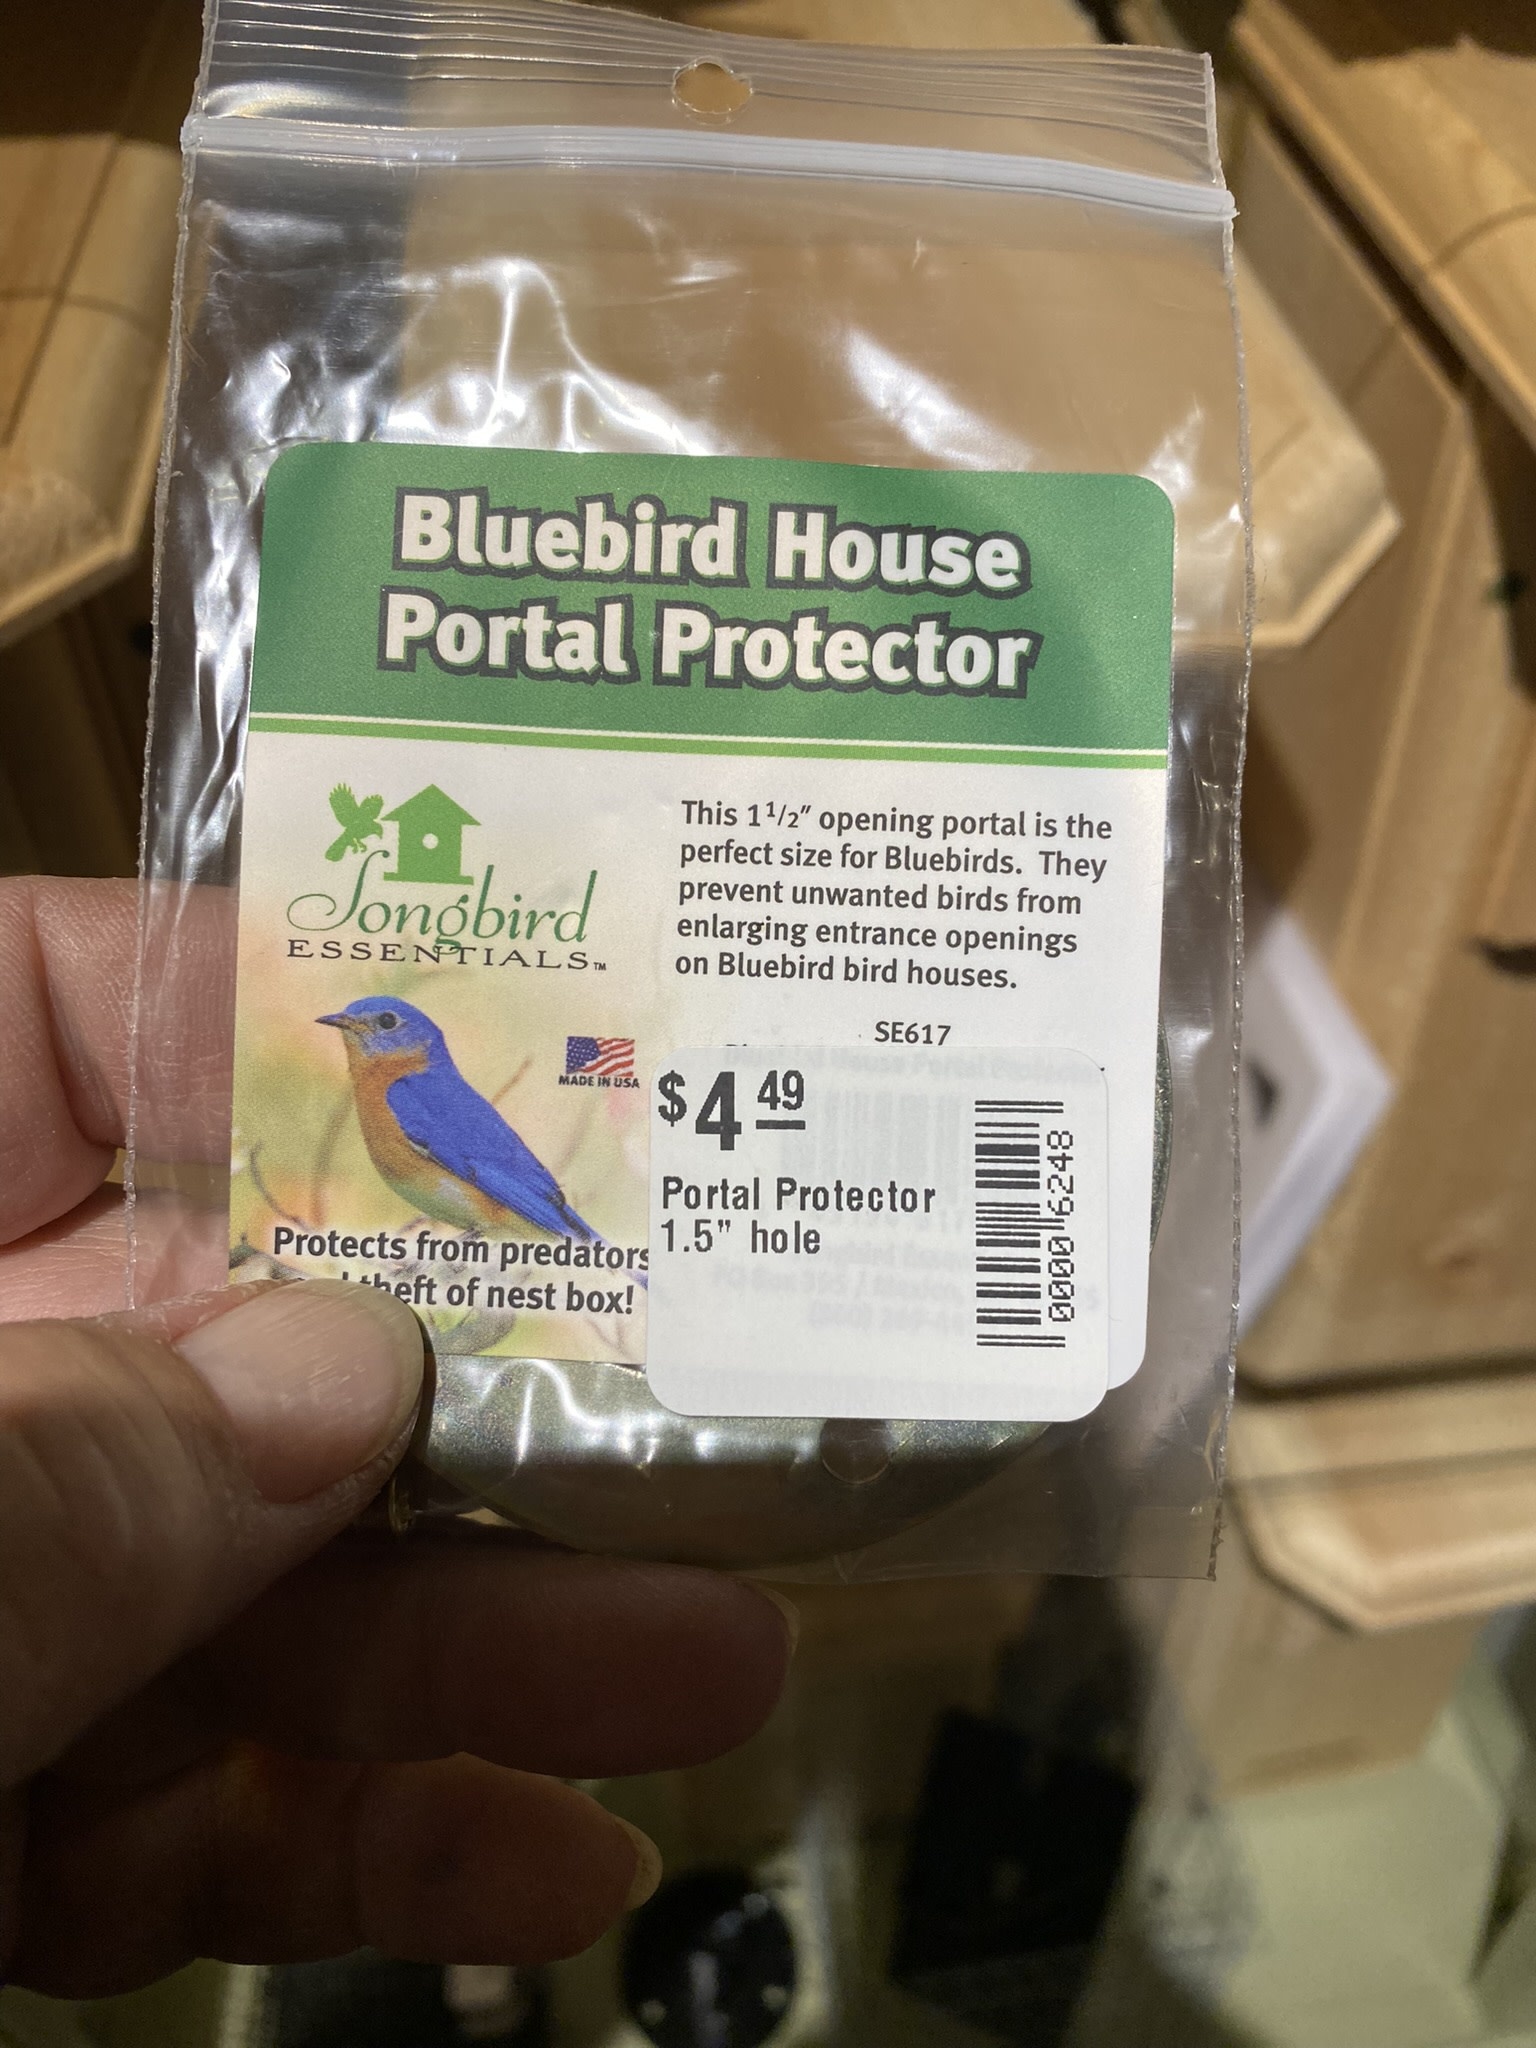 Bluebird House
Portal Protector
Songbird
ESSENTIALS™
This 1 1/2" opening portal is the
perfect size for Bluebirds. They
prevent unwanted birds from
enlarging entrance openings
on Bluebird bird houses.
SE617
MADE IN USA
Protects from predators
theft of nest box!
$4 49
Portal Protector
1.5" hole
0000 6248